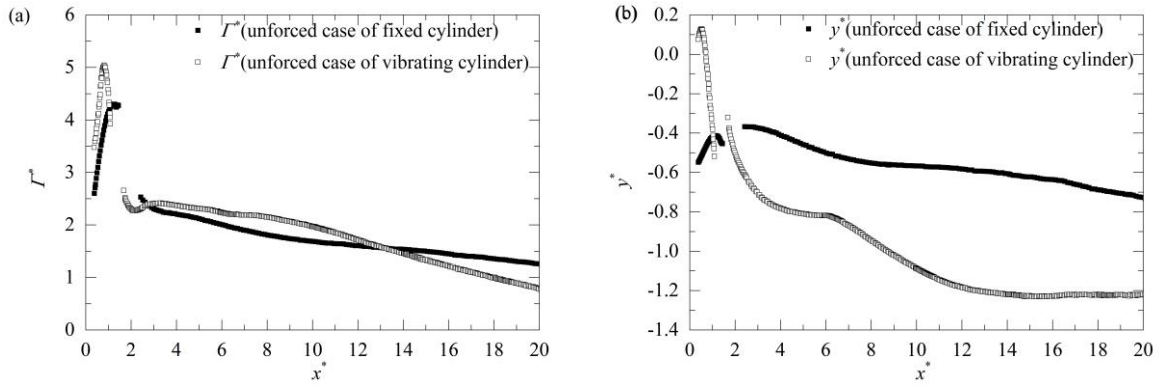 (a)
6
5
4
3
2
1
0
Γ*
Γ*(unforced case of fixed cylinder)
Γ*(unforced case of vibrating cylinder)
0 2 4 6 8 10 12 14 16 18 20
x*
(b)
0.2
0.0
-0.2
-0.4
-0.6
-0.8
-1.0
-1.2
-1.4
y*
y*(unforced case of fixed cylinder)
y*(unforced case of vibrating cylinder)
0 2 4 6 8 10 12 14 16 18 20
x*